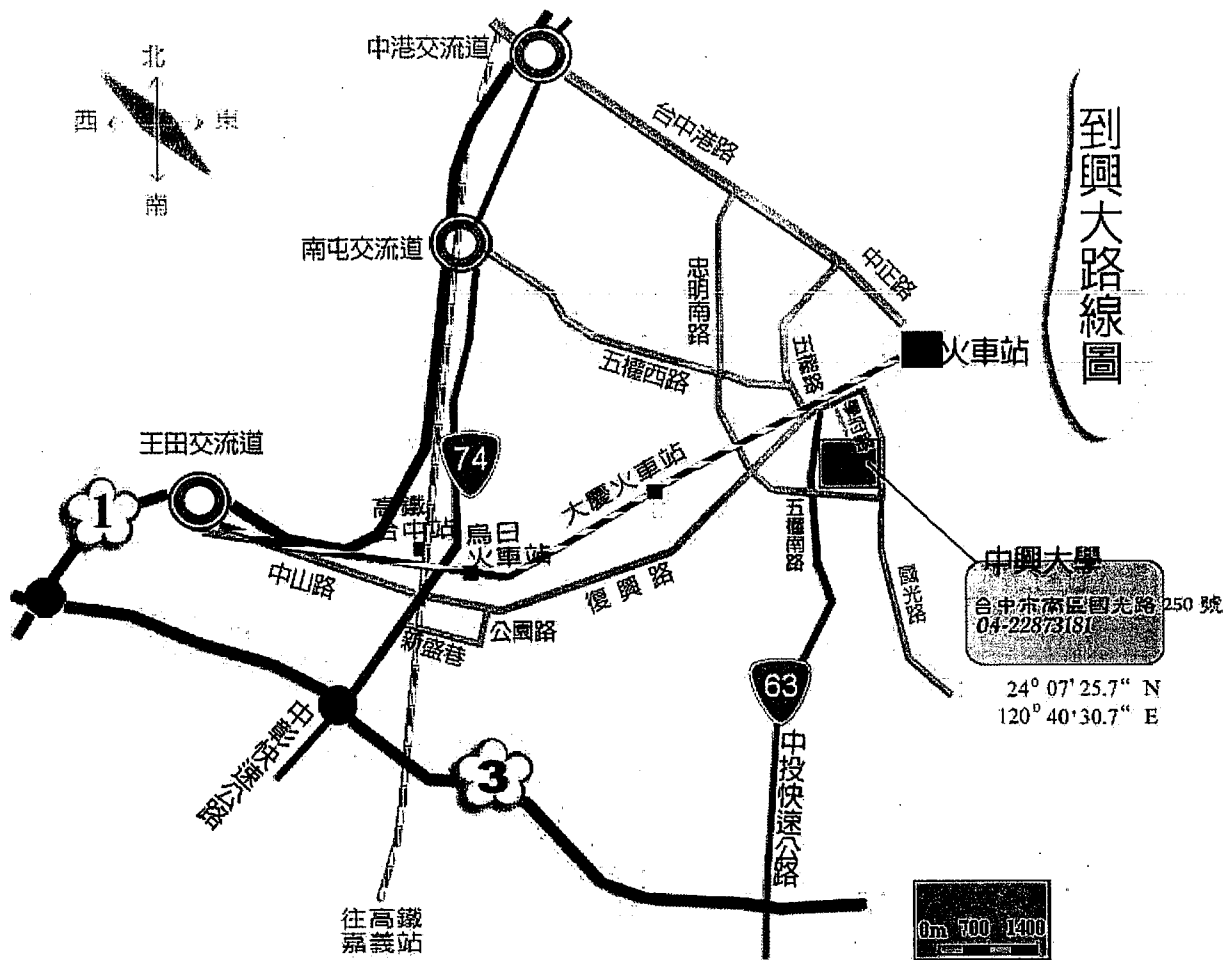 到興大路線圖
北
西
東
南
中港交流道
台中港路
南屯交流道
忠明南路
中正路
五權路
火車站
五權西路
王田交流道
74
1
高鐵
台中站
烏日
火車站
大慶火車站
中山路
復興路
五權南路
國光路
新盛巷
公園路
中興大學
台中市南區國光路 250 號
04-22873181
24° 07' 25.7" N
120° 40' 30.7" E
63
中彰快速公路
3
中投快速公路
往高鐵
嘉義站
0m 700 1400